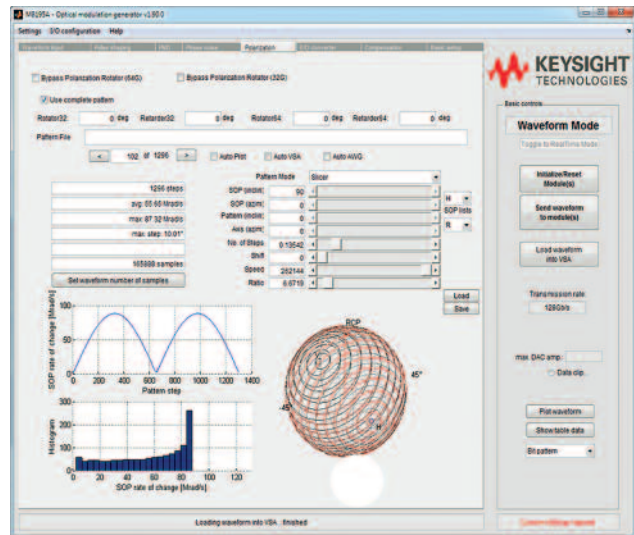 M8195A - Optical modulation generator v1.90.0
Settings I/O configuration Help
Polarization
KEYSIGHT
TECHNOLOGIES
Bypass Polarization Rotator (64G) Bypass Polarization Rotator (32G)
Use complete pattern
Rotator32: 0 deg Retarder32: 0 deg Rotator64: 0 deg Retarder64: 0 deg
Pattern File
< 102 of 1296 > Auto Plot Auto VSA Auto AWG
Pattern Mode Slicer
1296 steps
avg: 55.65 Mrad/s
max: 87.32 Mrad/s
max. step: 10.01°
165888 samples
Set waveform number of samples
SOP (incline): 90
SOP (azim): 0
Pattern (incline): 0
Axis (azim): 0
No. of Steps 0.13542
Shift 0
Speed 262144
Ratio 6.6719
H
SOP lists
R
Load
Save
SOP rate of change [Mrad/s]
100
50
0
0 200 400 600 800 1000 1200 1400
Pattern step
Histogram
300
200
100
0
0 20 40 60 80 100 120
SOP rate of change [Mrad/s]
RCP
45°
-45°
H
Basic controls
Waveform Mode
Toggle to RealTime Mode
Initialize/Reset
Module(s)
Send waveform
to module(s)
Load waveform
into VSA
Transmission rate
128Gb/s
max. DAC amp.:
Data clip.
Plot waveform
Show table data
Bit pattern
Loading waveform into VSA finished